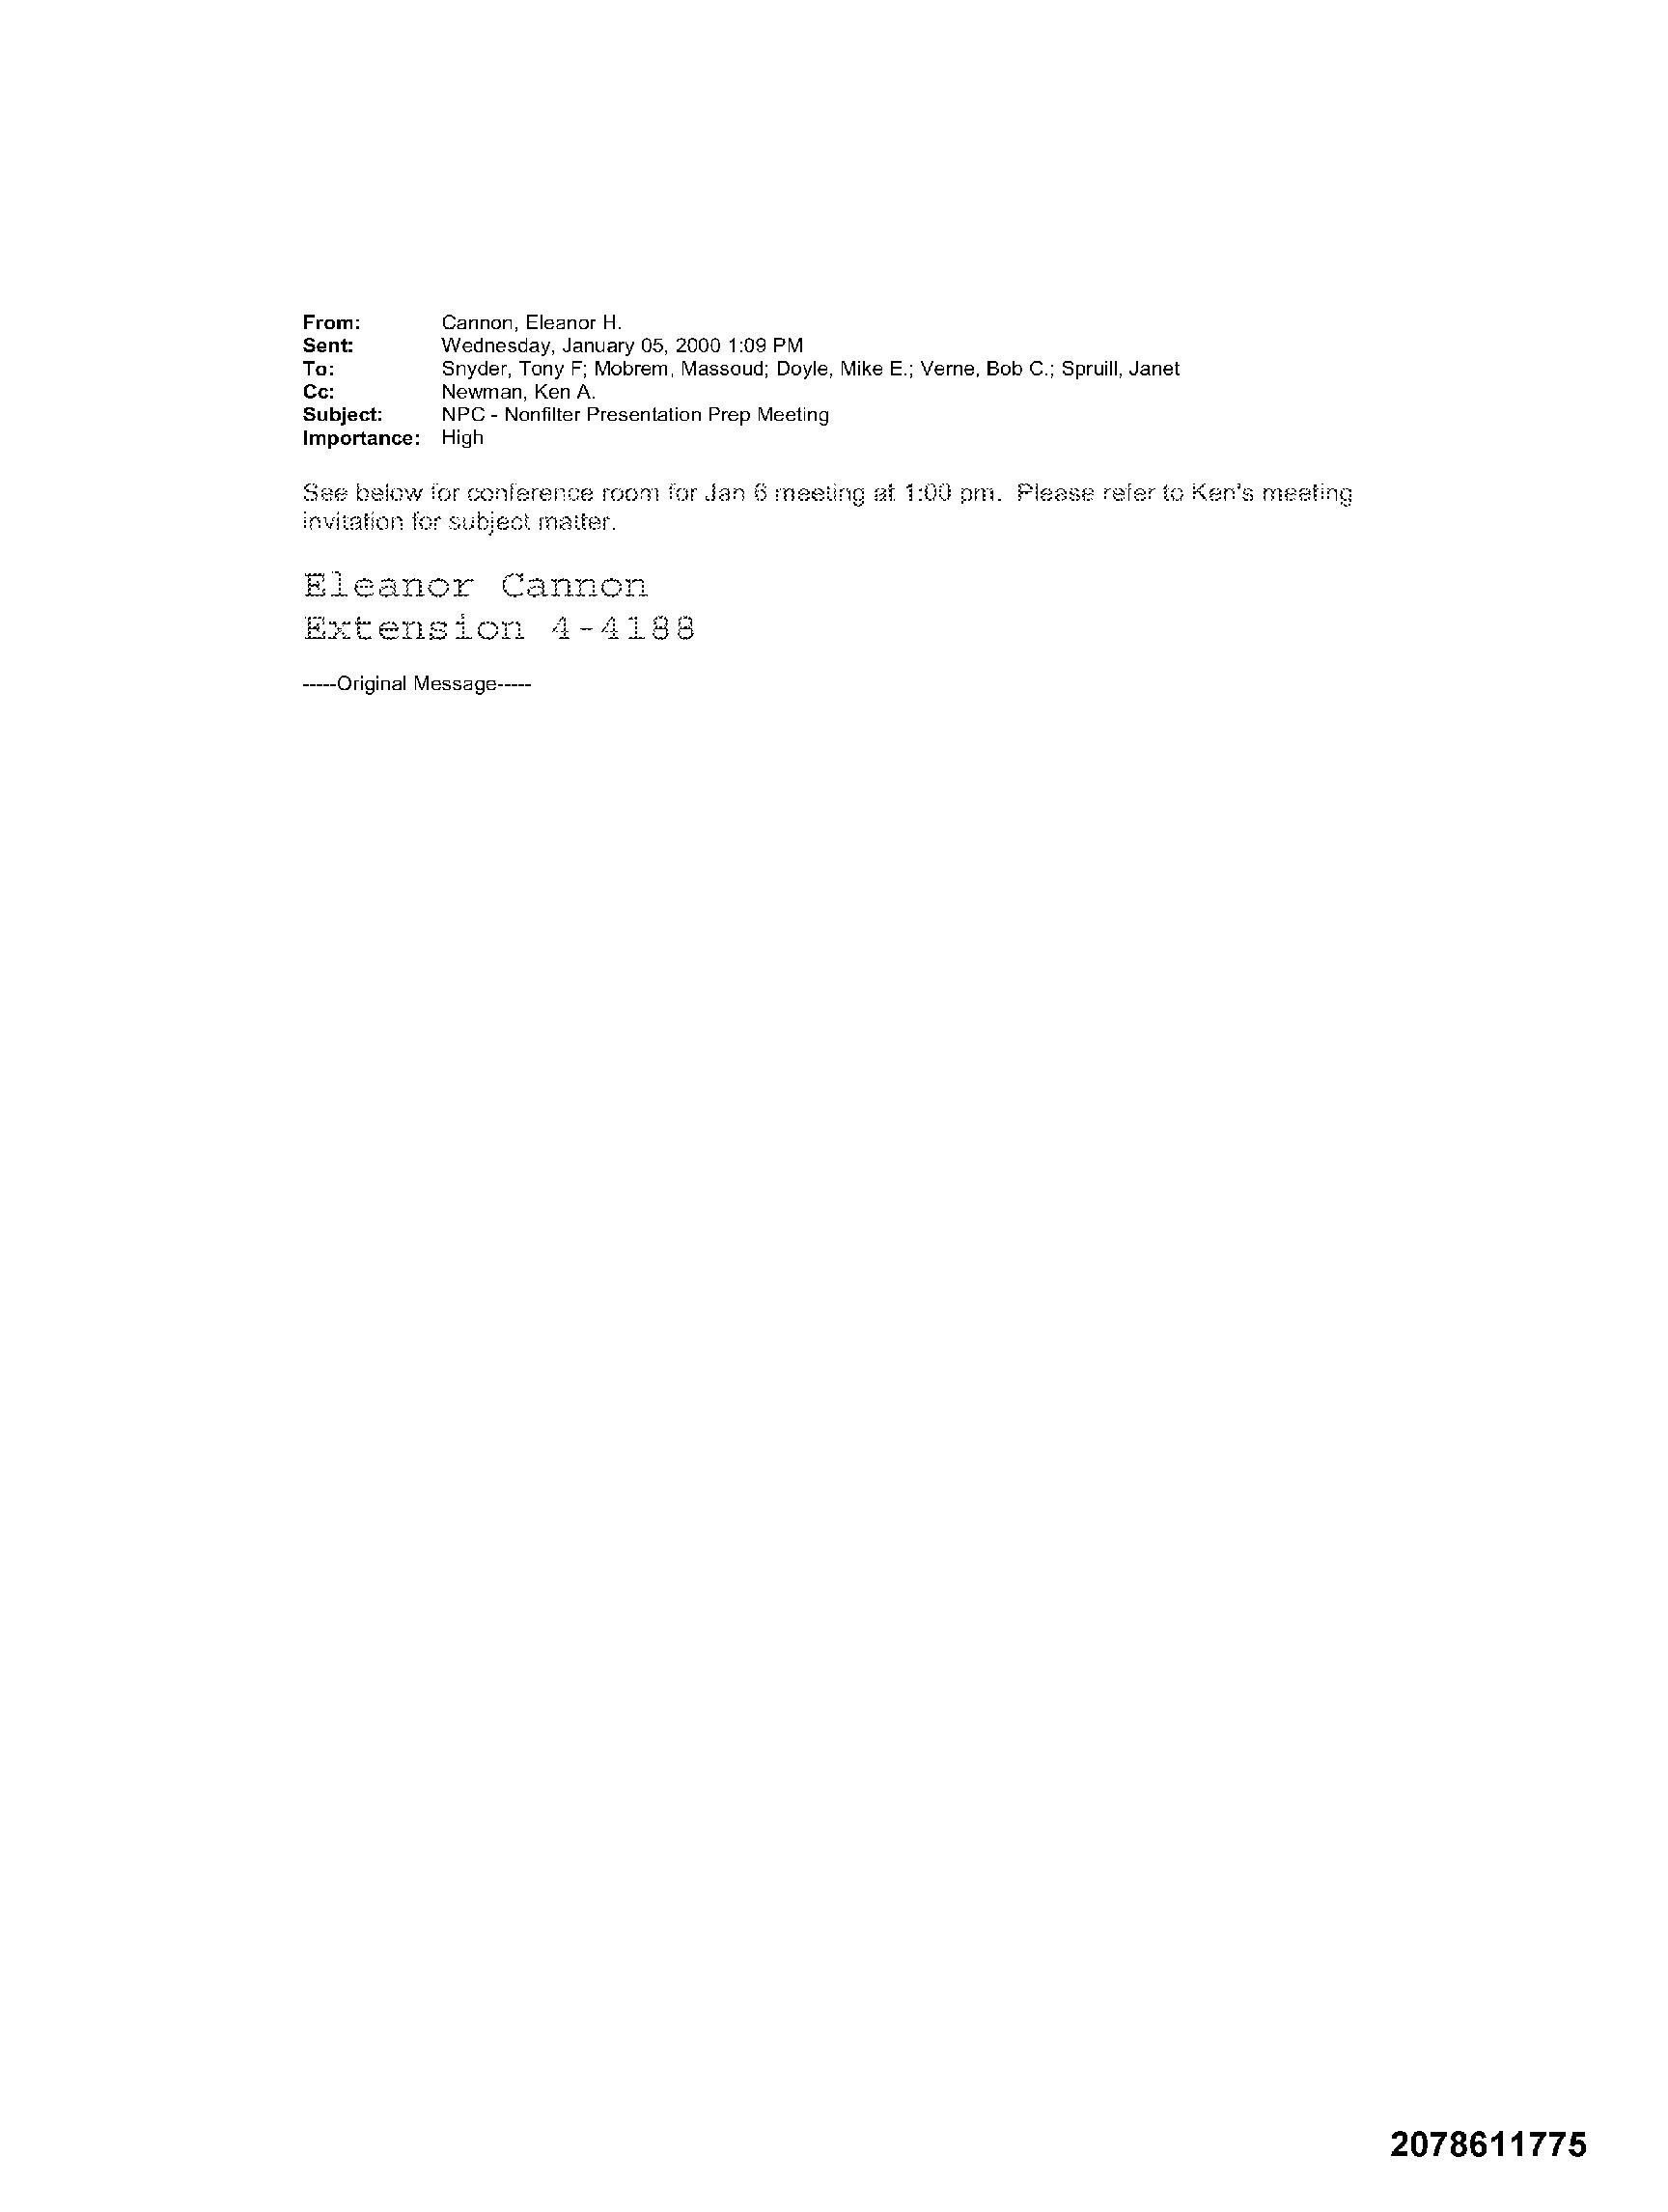 From: Cannon, Eleanor H.
Sent: Wednesday, January 05, 2000 1:09 PM
To: Snyder, Tony F; Mobrem, Massoud; Doyle, Mike E.; Verne, Bob C.; Spruill, Janet
Cc: Newman, Ken A.
Subject: NPC - Nonfilter Presentation Prep Meeting
Importance: High
See below for conference room for Jan 6 meeting at 1:00 pm. Please refer to Ken's meeting
invitation for subject matter.
Eleanor Cannon
Extension 4-4188
-----Original Message-----
2078611775